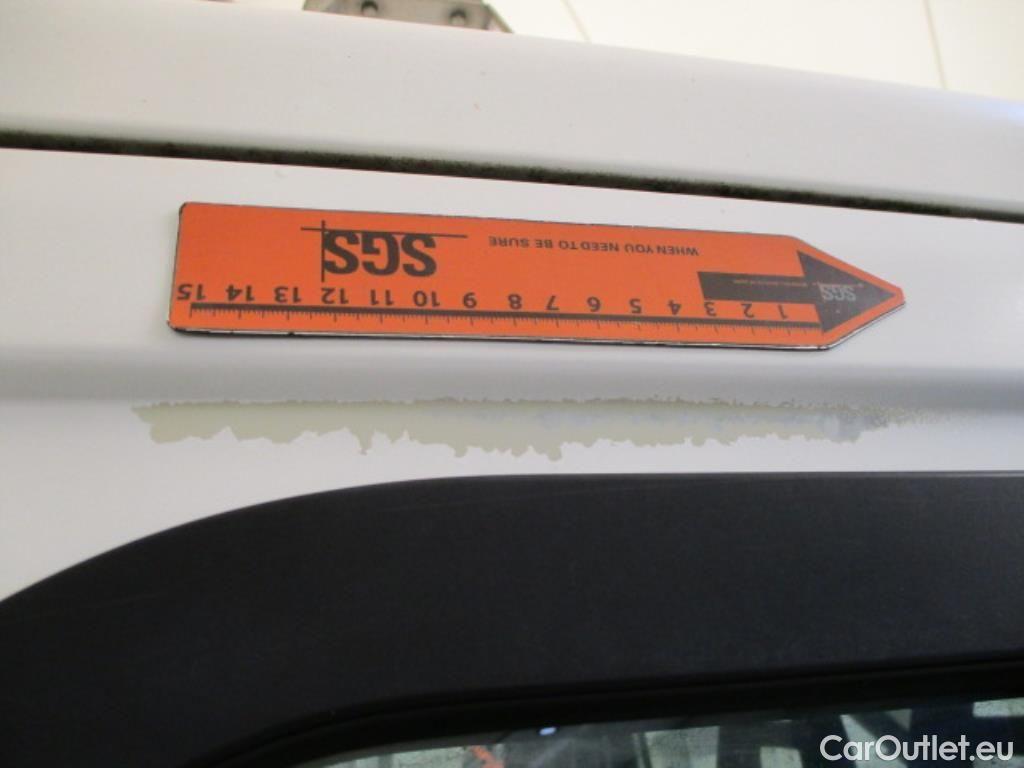 1 2 3 4 5 6 7 8 9 10 11 12 13 14 15
SGS
WHEN YOU NEED TO BE SURE
SGS
CarOutlet.eu